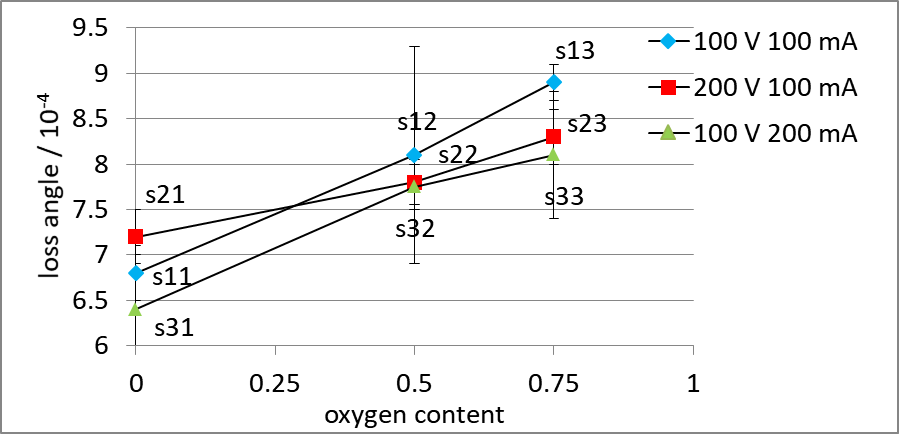 9.5
9
8.5
8
7.5
7
6.5
6
loss angle / 10-4
0
0.25
0.5
0.75
1
oxygen content
s13
s12
s23
s22
s21
s33
s32
s11
s31
100 V 100 mA
200 V 100 mA
100 V 200 mA